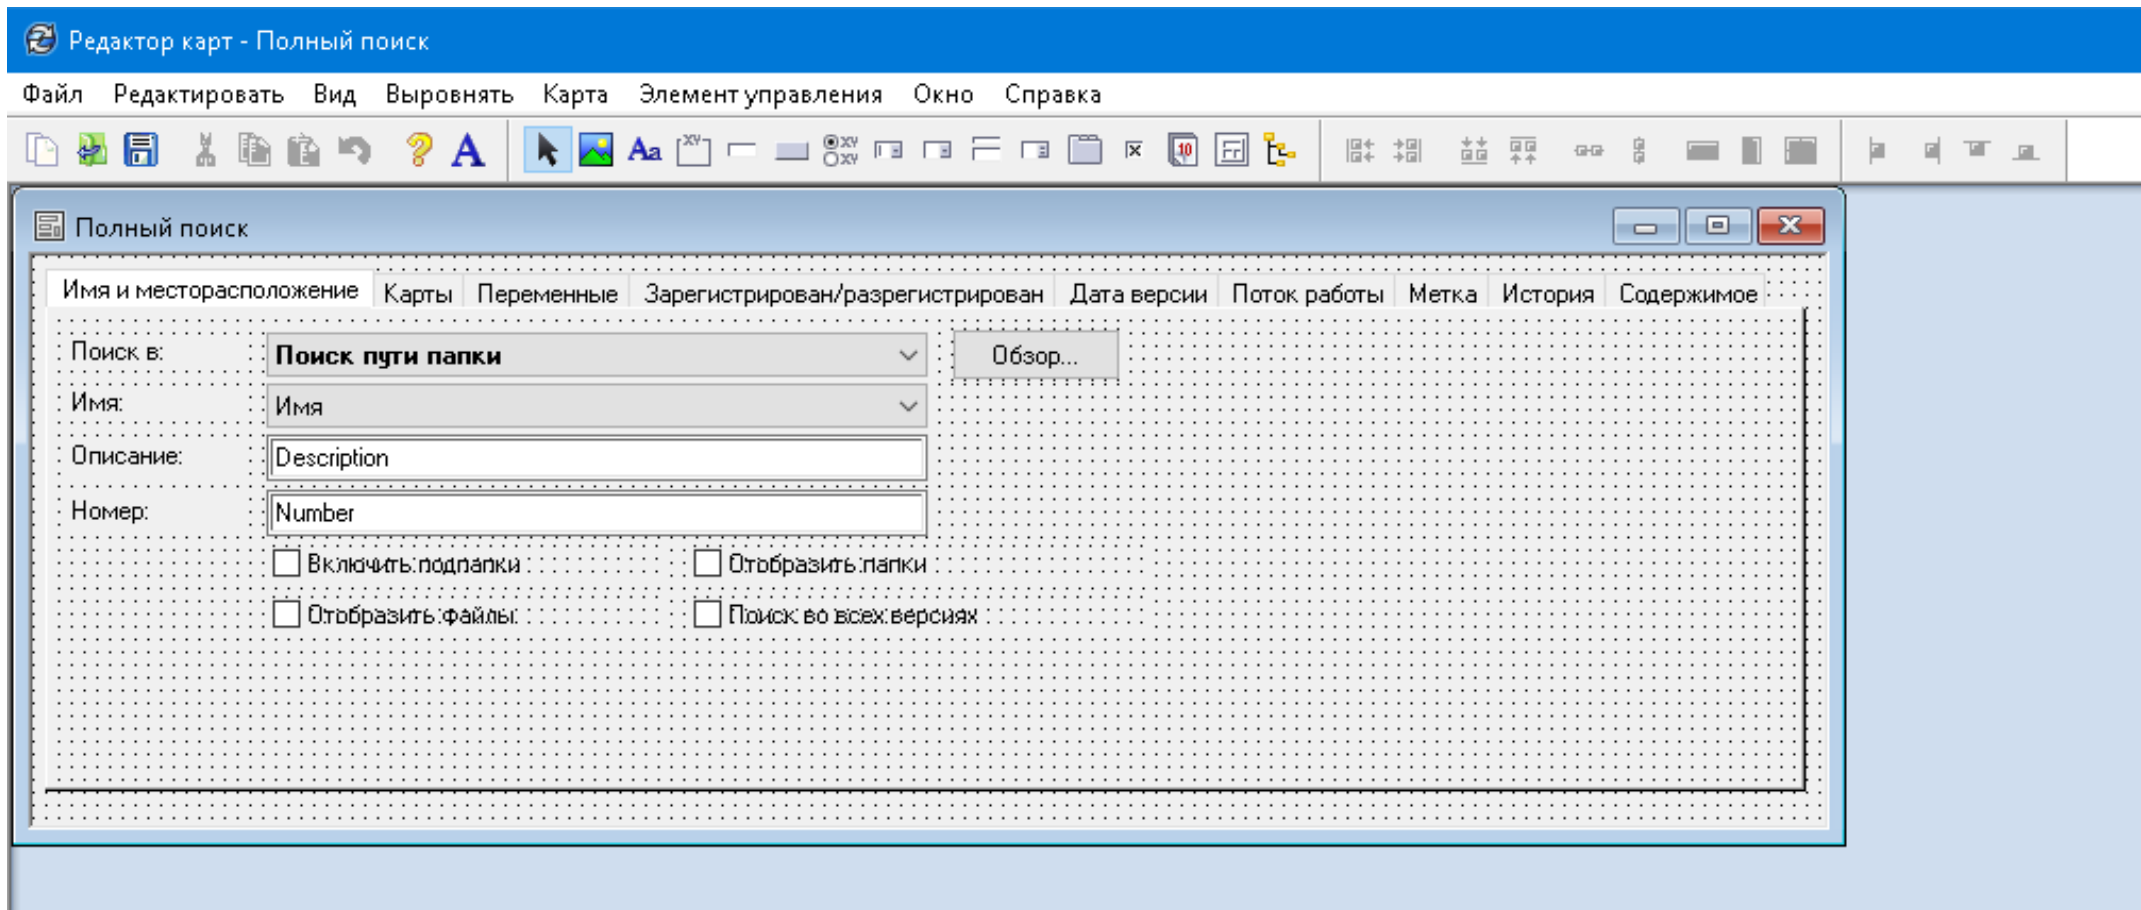 Редактор карт - Полный поиск
Файл Редактировать Вид Выровнять Карта Элемент управления Окно Справка
Полный поиск
Имя и месторасположение Карты Переменные Зарегистрирован/разрегистрирован Дата версии Поток работы Метка История Содержимое
Поиск в: Поиск пути папки Обзор...
Имя: Имя
Описание: Description
Номер: Number
Включить подпапки Отобразить папки
Отобразить файлы Поиск во всех версиях